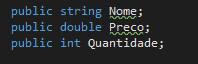 public string Nome;
public double Preco;
public int Quantidade;